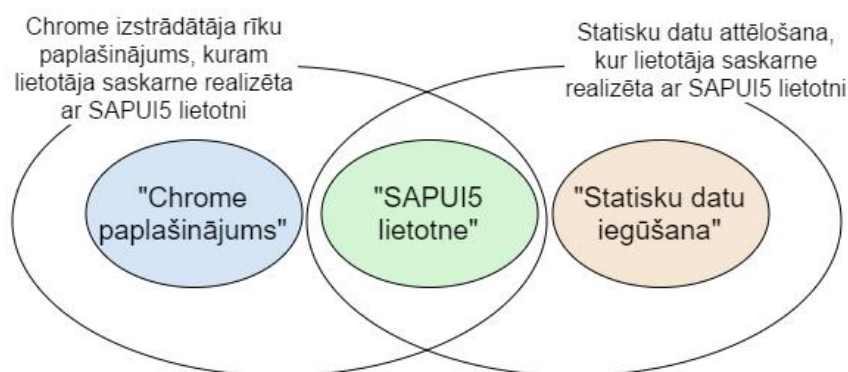 Chrome izstrādātāja rīku
paplašinājums, kuram
lietotāja saskarne realizēta
ar SAPUI5 lietotni
Statisku datu attēlošana,
kur lietotāja saskarne
realizēta ar SAPUI5 lietotni
"Chrome
paplašinājums"
"SAPUI5
lietotne"
"Statisku datu
iegūšana"